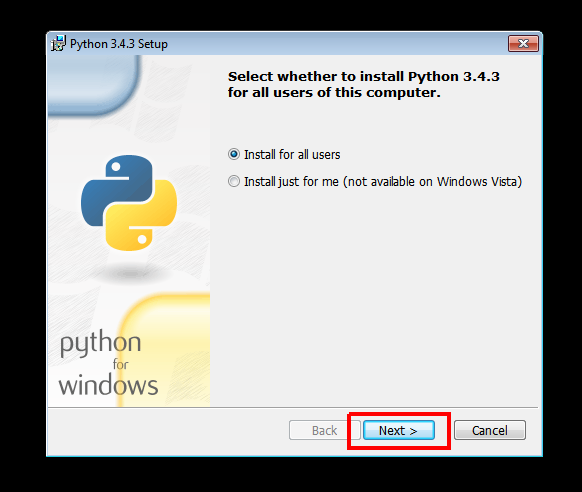 Python 3.4.3 Setup
Select whether to install Python 3.4.3
for all users of this computer.
Install for all users
Install just for me (not available on Windows Vista)
python
for
windows
Back
Next >
Cancel